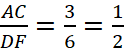 AC/DF = 3/6 = 1/2